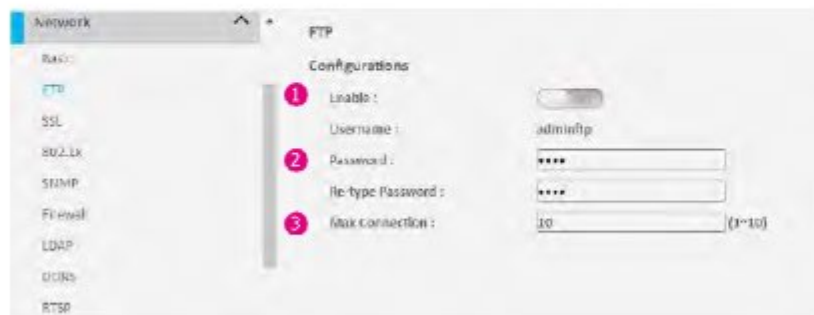 Network
Basic
FTP
SSL
802.1x
SNMP
Firewall
LDAP
DDNS
RTSP
FTP
Configurations
1 Enable :
Username : adminftp
2 Password : ••••
Re-type Password : ••••
3 Max Connection : 10 (1~10)